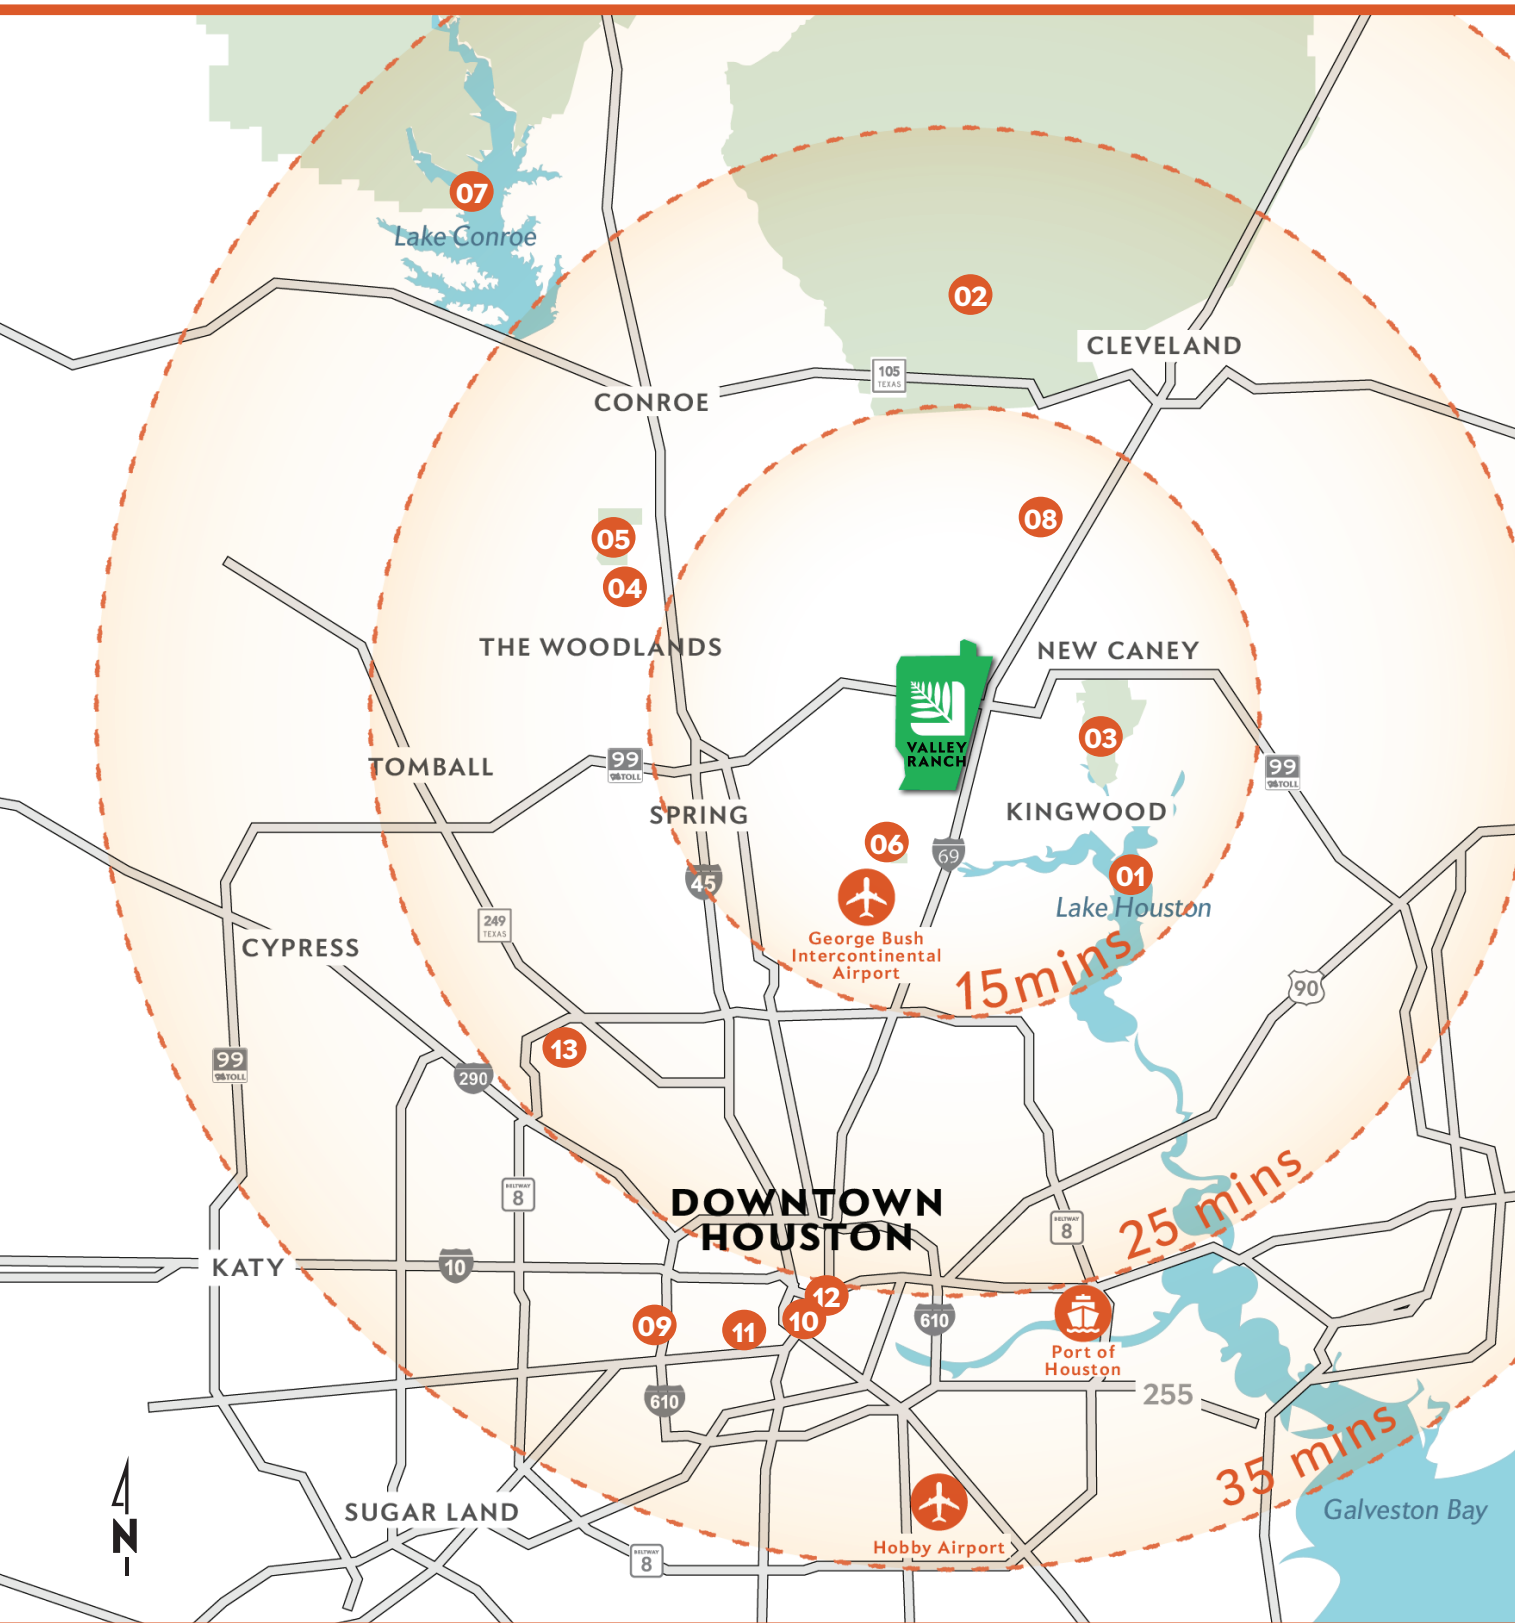 07
Lake Conroe
02
CLEVELAND
105
TEXAS
CONROE
08
05
04
THE WOODLANDS
NEW CANEY
VALLEY
RANCH
03
TOMBALL
99
TOLL
99
TOLL
SPRING
KINGWOOD
06
69
01
45
Lake Houston
249
TEXAS
George Bush
Intercontinental
Airport
CYPRESS
15mins
90
13
99
TOLL
290
25 mins
BELTWAY
8
DOWNTOWN
HOUSTON
BELTWAY
8
KATY
10
12
10
09
11
610
Port of
Houston
610
255
35 mins
SUGAR LAND
Galveston Bay
N
Hobby Airport
BELTWAY
8